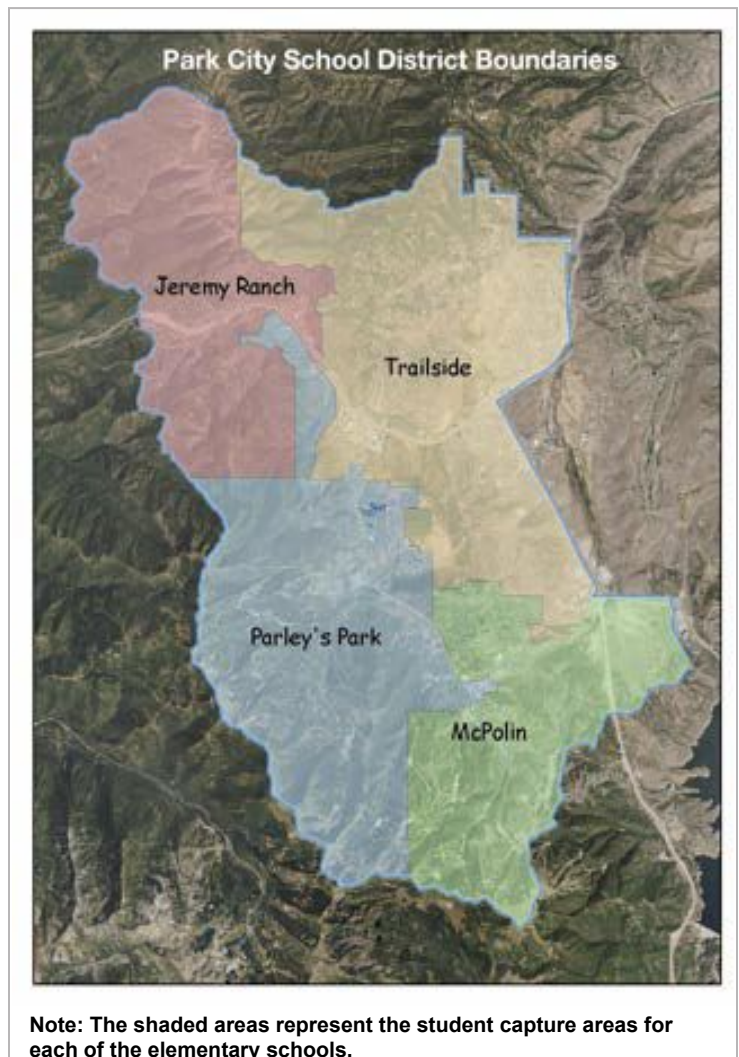 Park City School District Boundaries
Jeremy Ranch
Trailside
Parley's Park
McPolin
Note: The shaded areas represent the student capture areas for
each of the elementary schools.